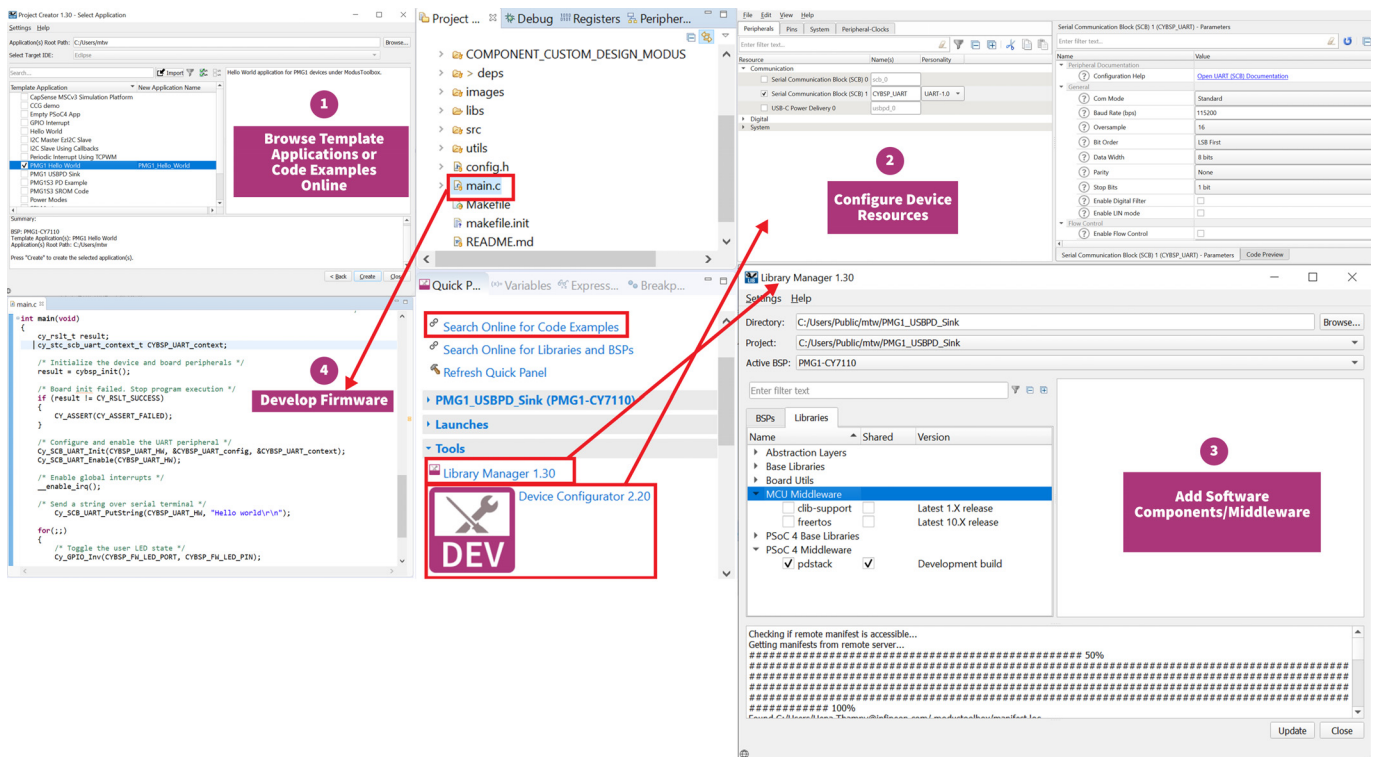 Project Creator 1.30 - Select Application
Settings Help
Application(s) Root Path: C:/Users/mtw
Browse...
Select Target IDE: Eclipse
Search...
Import
Template Application
New Application Name
CapSense MSCv3 Simulation Platform
CCG demo
Empty PSoC4 App
GPIO Interrupt
Hello World
I2C Master EzI2C Slave
I2C Slave Using Callbacks
Periodic Interrupt Using TCPWM
PMG1 Hello World PMG1_Hello_World
PMG1 USBPD Sink
PMG1S3 PD Example
PMG1S3 SROM Code
Power Modes
Hello World application for PMG1 devices under ModusToolbox.
1
Browse Template
Applications or
Code Examples
Online
Summary:
BSP: PMG1-CY7110
Template Application(s): PMG1 Hello World
Application(s) Root Path: C:/Users/mtw
Press "Create" to create the selected application(s).
< Back Create Close
Project ... Debug Registers Peripher...
COMPONENT_CUSTOM_DESIGN_MODUS
> deps
images
libs
src
utils
config.h
main.c
Makefile
makefile.init
README.md
File Edit View Help
Peripherals Pins System Peripheral-Clocks
Enter filter text...
Resource Name(s) Personality
Communication
Serial Communication Block (SCB) 0 scb_0
Serial Communication Block (SCB) 1 CYBSP_UART UART-1.0
USB-C Power Delivery 0 usbpd_0
Digital
System
2
Configure Device
Resources
Serial Communication Block (SCB) 1 (CYBSP_UART) - Parameters
Enter filter text...
Name Value
Peripheral Documentation
Configuration Help Open UART (SCB) Documentation
General
Com Mode Standard
Baud Rate (bps) 115200
Oversample 16
Bit Order LSB First
Data Width 8 bits
Parity None
Stop Bits 1 bit
Enable Digital Filter
Enable LIN mode
Flow Control
Enable Flow Control
Serial Communication Block (SCB) 1 (CYBSP_UART) - Parameters Code Preview
main.c
int main(void)
{
cy_rslt_t result;
cy_stc_scb_uart_context_t CYBSP_UART_context;
/* Initialize the device and board peripherals */
result = cybsp_init();
/* Board init failed. Stop program execution */
if (result != CY_RSLT_SUCCESS)
{
CY_ASSERT(CY_ASSERT_FAILED);
}
/* Configure and enable the UART peripheral */
Cy_SCB_UART_Init(CYBSP_UART_HW, &CYBSP_UART_config, &CYBSP_UART_context);
Cy_SCB_UART_Enable(CYBSP_UART_HW);
/* Enable global interrupts */
__enable_irq();
/* Send a string over serial terminal */
Cy_SCB_UART_PutString(CYBSP_UART_HW, "Hello world\r\n");
for(;;)
{
/* Toggle the user LED state */
Cy_GPIO_Inv(CYBSP_FW_LED_PORT, CYBSP_FW_LED_PIN);
4
Develop Firmware
Quick P... Variables Express... Breakp...
Search Online for Code Examples
Search Online for Libraries and BSPs
Refresh Quick Panel
PMG1_USBPD_Sink (PMG1-CY7110)
Launches
Tools
Library Manager 1.30
Device Configurator 2.20
DEV
Library Manager 1.30
Settings Help
Directory: C:/Users/Public/mtw/PMG1_USBPD_Sink
Browse...
Project: C:/Users/Public/mtw/PMG1_USBPD_Sink
Active BSP: PMG1-CY7110
Enter filter text
BSPs Libraries
Name Shared Version
Abstraction Layers
Base Libraries
Board Utils
MCU Middleware
clib-support Latest 1.X release
freertos Latest 10.X release
PSoC 4 Base Libraries
PSoC 4 Middleware
pdstack Development build
3
Add Software
Components/Middleware
Checking if remote manifest is accessible...
Getting manifests from remote server...
################################################## 50%
############ 100%
Update Close